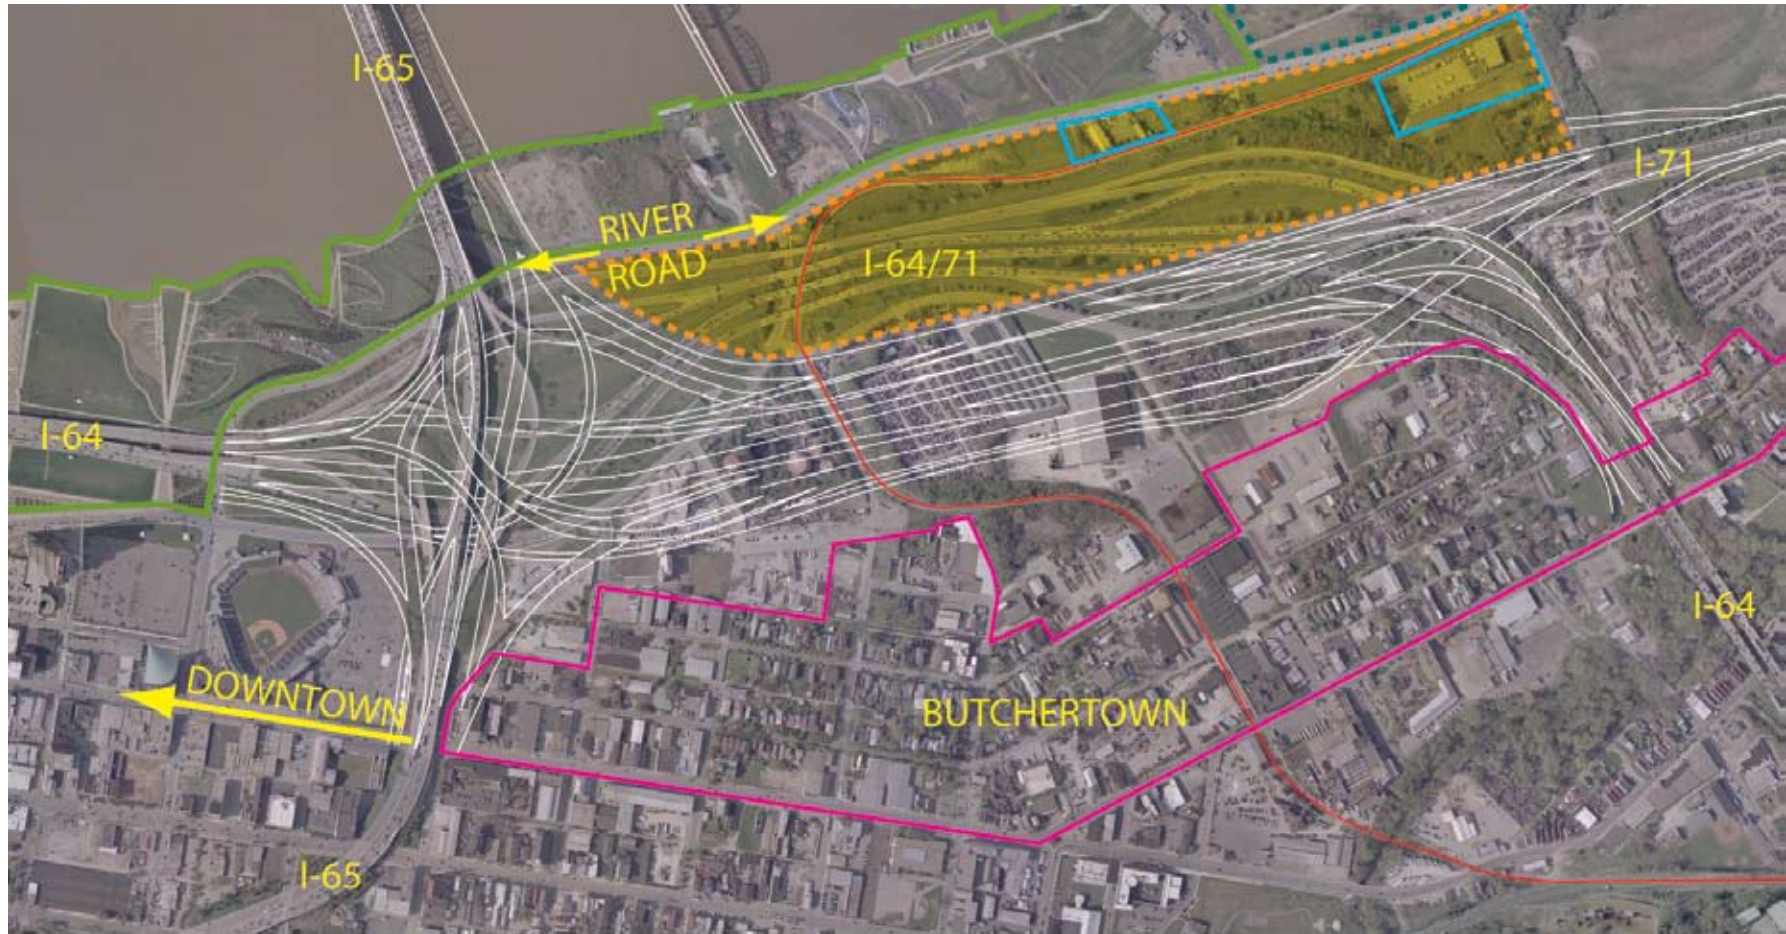 I-65
I-71
RIVER
ROAD
I-64/71
I-64
I-64
DOWNTOWN
BUTCHERTOWN
I-65